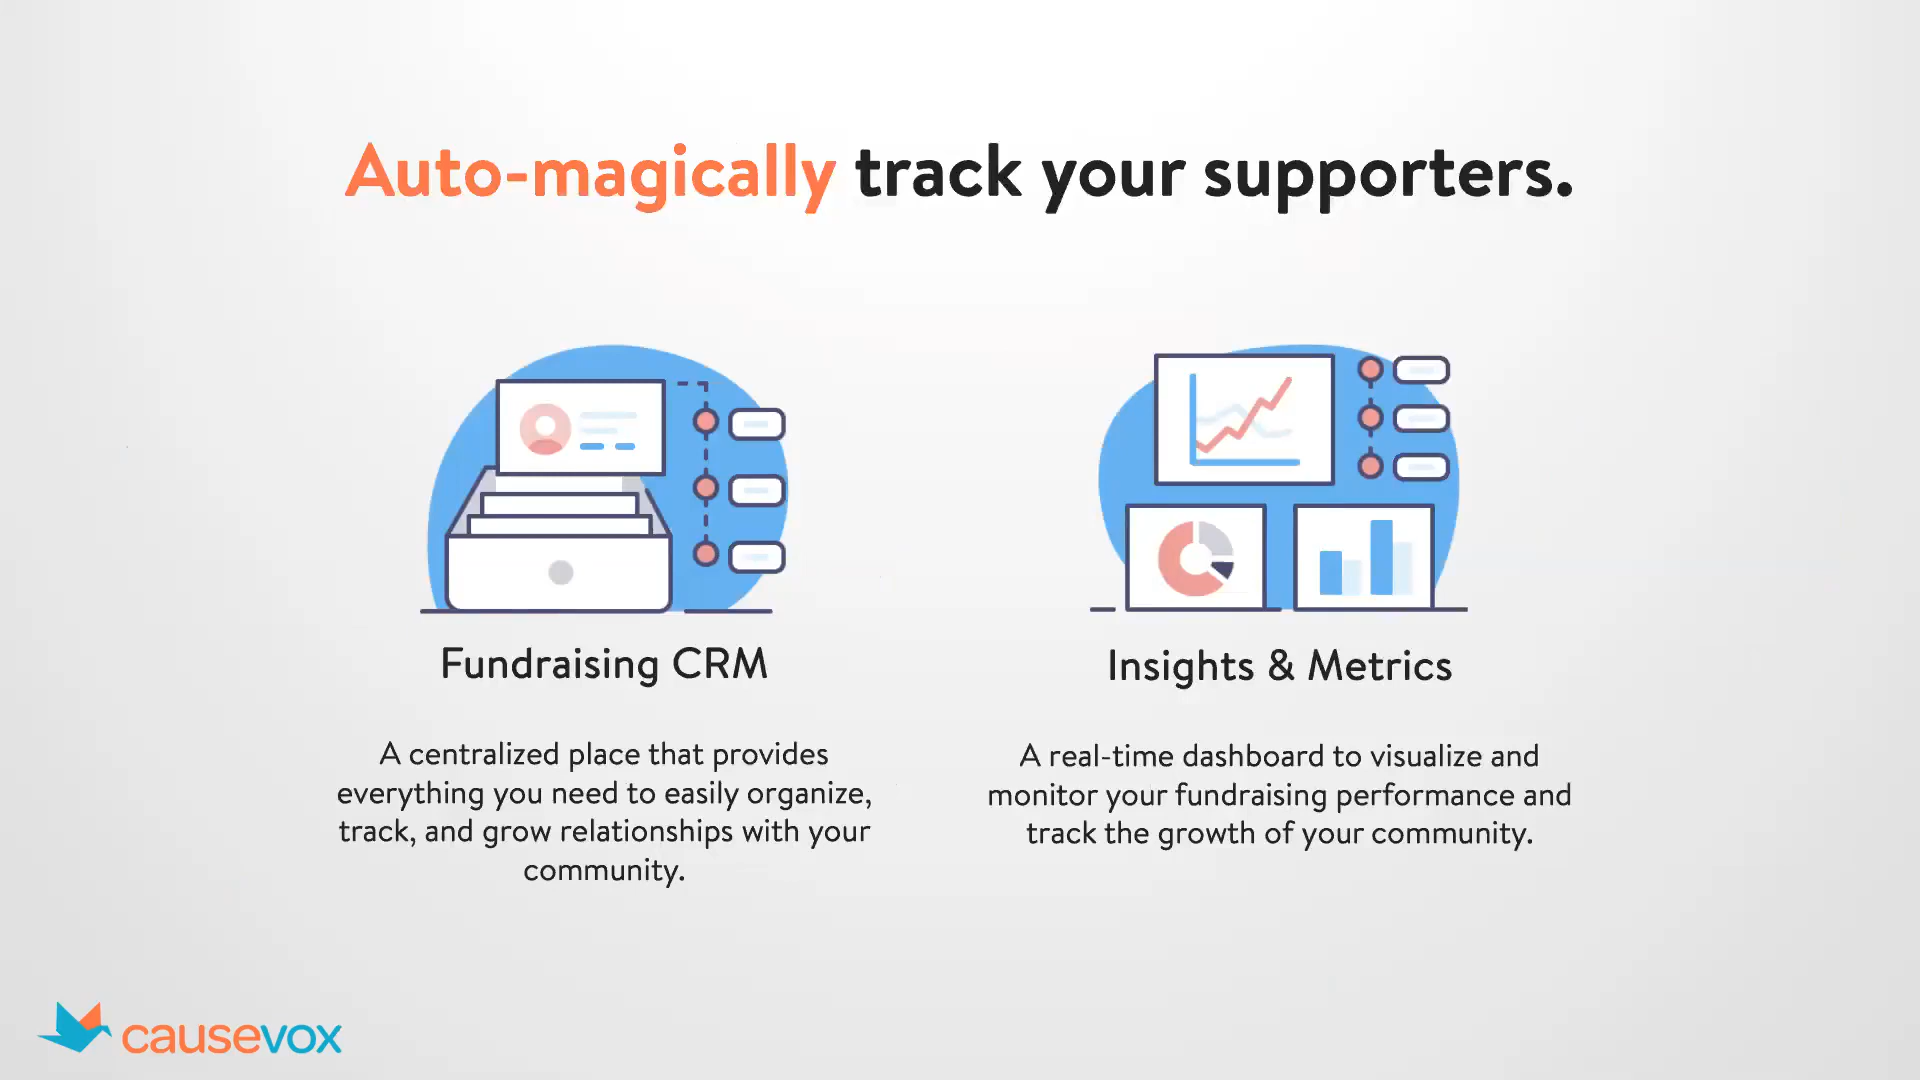 Auto-magically track your supporters.
Fundraising CRM
A centralized place that provides
everything you need to easily organize,
track, and grow relationships with your
community.
Insights & Metrics
A real-time dashboard to visualize and
monitor your fundraising performance and
track the growth of your community.
causevox